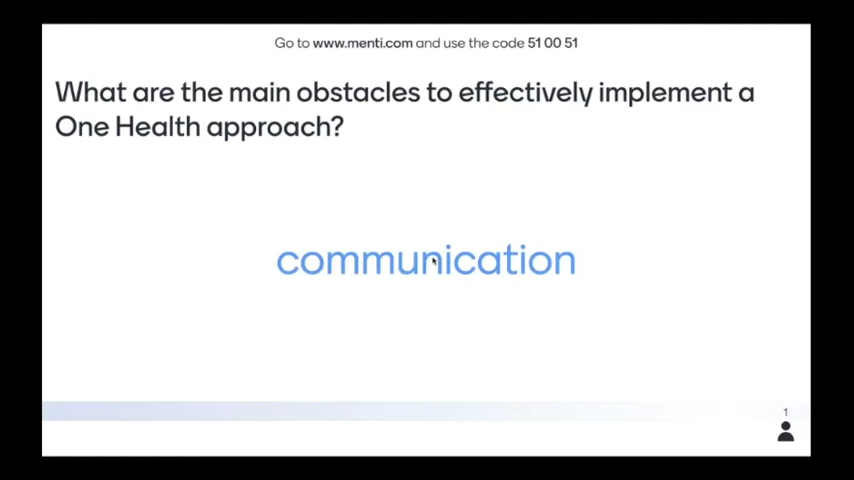 Go to www.menti.com and use the code 51 00 51
What are the main obstacles to effectively implement a
One Health approach?
communication
1